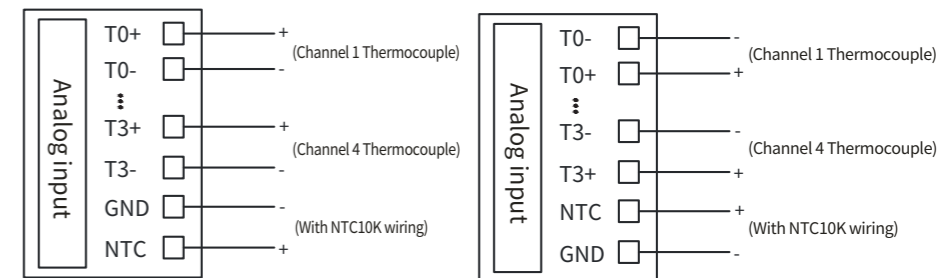 Analog input
T0+ +
(Channel 1 Thermocouple)
T0- -
T3+ +
(Channel 4 Thermocouple)
T3- -
GND -
(With NTC10K wiring)
NTC +
Analog input
T0- -
(Channel 1 Thermocouple)
T0+ +
T3- -
(Channel 4 Thermocouple)
T3+ +
NTC +
(With NTC10K wiring)
GND -